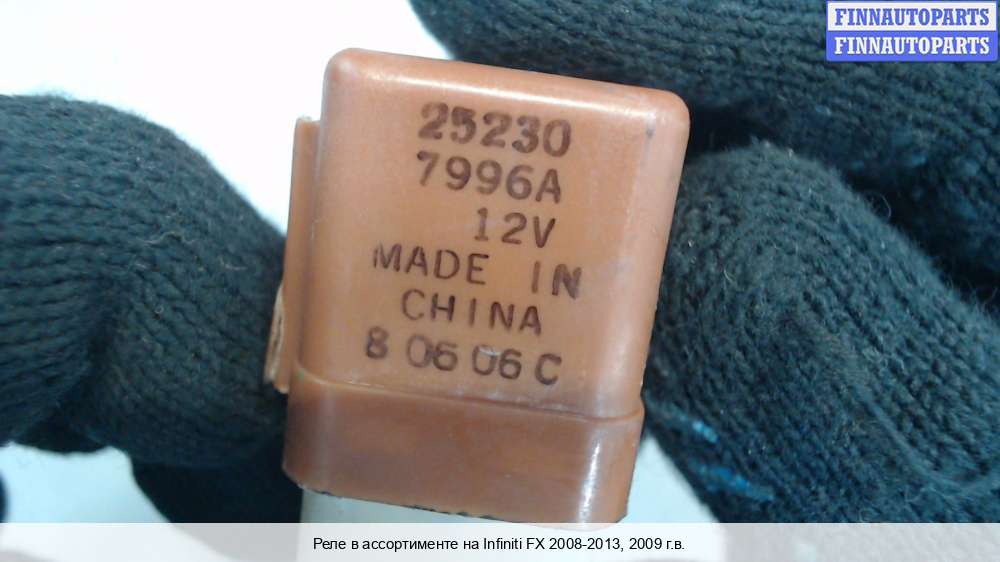 FINNAUTOPARTS
FINNAUTOPARTS
25230
7996A
12V
MADE IN
CHINA
8 06 06 C
Реле в ассортименте на Infiniti FX 2008-2013, 2009 г.в.